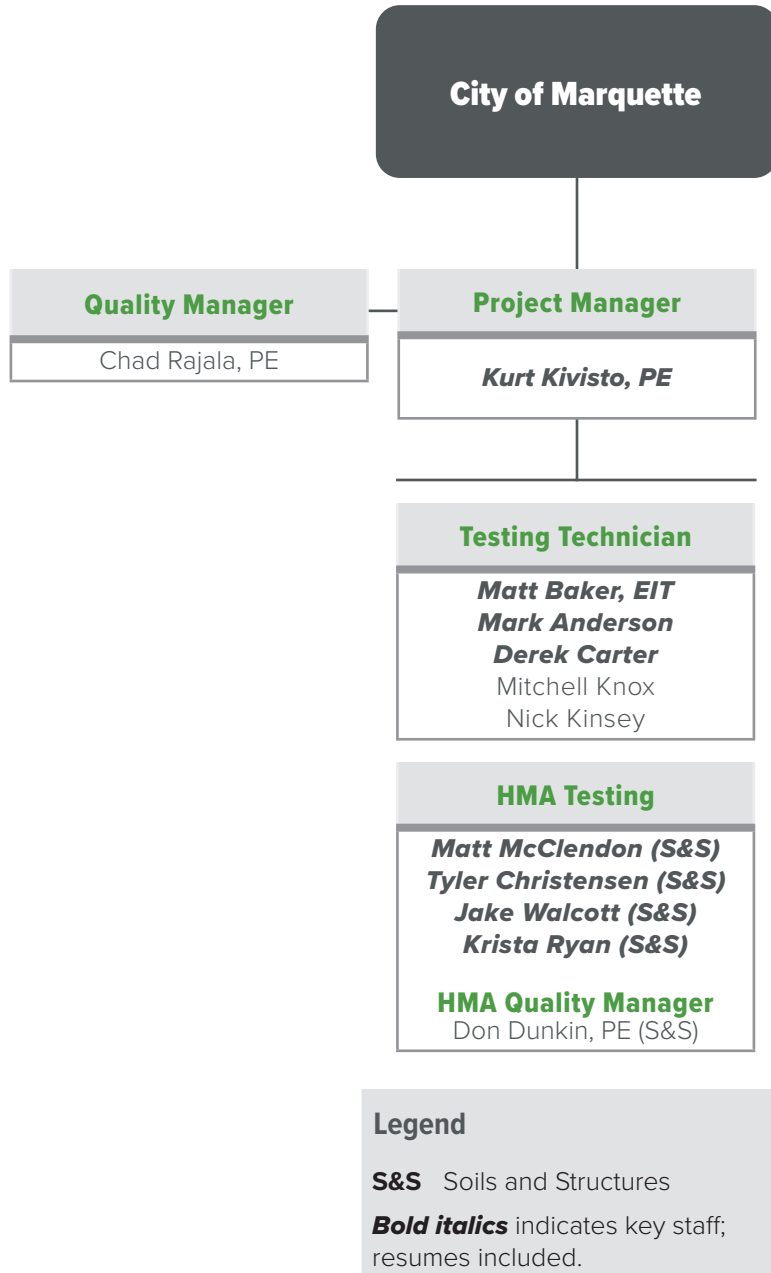 City of Marquette
Quality Manager
Chad Rajala, PE
Project Manager
Kurt Kivisto, PE
Testing Technician
Matt Baker, EIT
Mark Anderson
Derek Carter
Mitchell Knox
Nick Kinsey
HMA Testing
Matt McClendon (S&S)
Tyler Christensen (S&S)
Jake Walcott (S&S)
Krista Ryan (S&S)
HMA Quality Manager
Don Dunkin, PE (S&S)
Legend
S&S Soils and Structures
Bold italics indicates key staff;
resumes included.